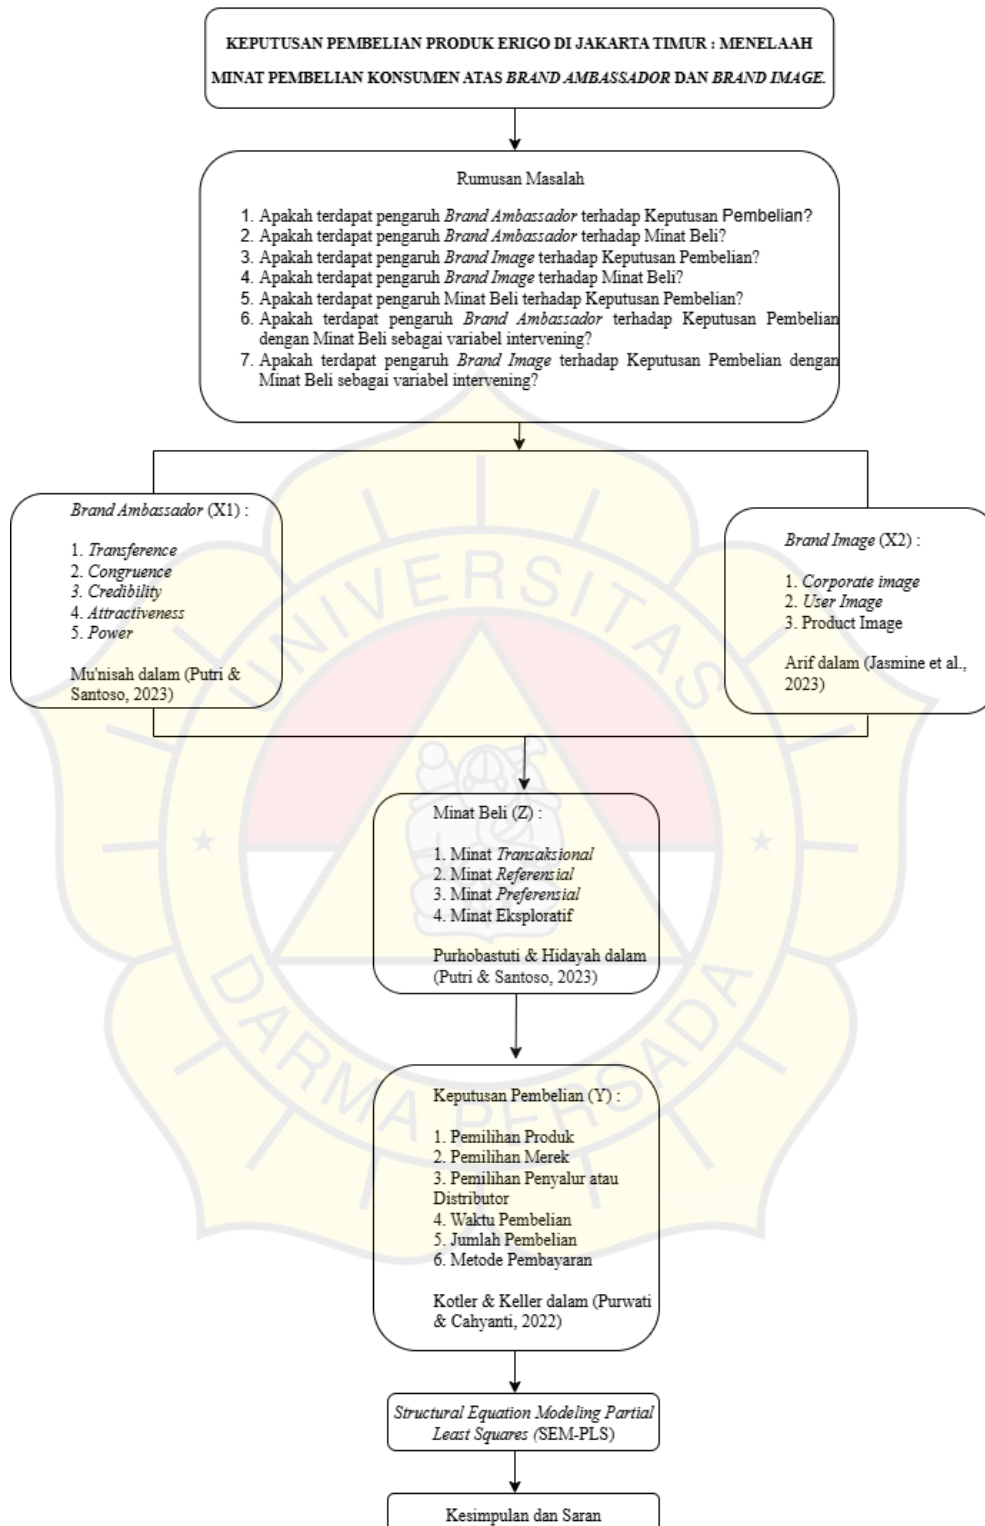 KEPUTUSAN PEMBELIAN PRODUK ERIGO DI JAKARTA TIMUR : MENELAAH
MINAT PEMBELIAN KONSUMEN ATAS BRAND AMBASSADOR DAN BRAND IMAGE.
Rumusan Masalah
1. Apakah terdapat pengaruh Brand Ambassador terhadap Keputusan Pembelian?
2. Apakah terdapat pengaruh Brand Ambassador terhadap Minat Beli?
3. Apakah terdapat pengaruh Brand Image terhadap Keputusan Pembelian?
4. Apakah terdapat pengaruh Brand Image terhadap Minat Beli?
5. Apakah terdapat pengaruh Minat Beli terhadap Keputusan Pembelian?
6. Apakah terdapat pengaruh Brand Ambassador terhadap Keputusan Pembelian
dengan Minat Beli sebagai variabel intervening?
7. Apakah terdapat pengaruh Brand Image terhadap Keputusan Pembelian dengan
Minat Beli sebagai variabel intervening?
Brand Ambassador (X1) :
1. Transference
2. Congruence
3. Credibility
4. Attractiveness
5. Power
Mu'nisah dalam (Putri &
Santoso, 2023)
Brand Image (X2) :
1. Corporate image
2. User Image
3. Product Image
Arif dalam (Jasmine et al.,
2023)
UNIVERSITAS
Minat Beli (Z) :
1. Minat Transaksional
2. Minat Referensial
3. Minat Preferensial
4. Minat Eksploratif
Purhobastuti & Hidayah dalam
(Putri & Santoso, 2023)
DARMA PERSADA
Keputusan Pembelian (Y) :
1. Pemilihan Produk
2. Pemilihan Merek
3. Pemilihan Penyalur atau
Distributor
4. Waktu Pembelian
5. Jumlah Pembelian
6. Metode Pembayaran
Kotler & Keller dalam (Purwati
& Cahyanti, 2022)
Structural Equation Modeling Partial
Least Squares (SEM-PLS)
Kesimpulan dan Saran